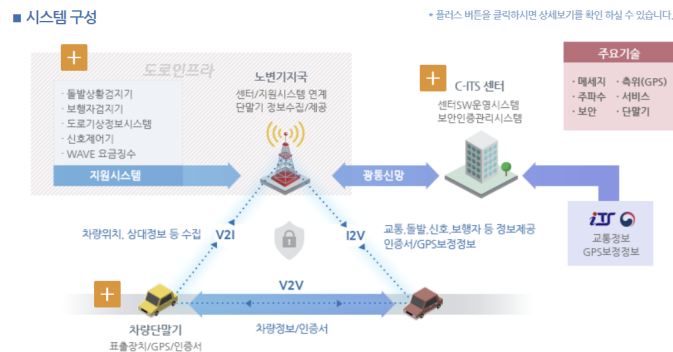 시스템 구성
* 플러스 버튼을 클릭하시면 상세보기를 확인 하실 수 있습니다.
도로인프라
· 돌발상황검지기
· 보행자검지기
· 도로기상정보시스템
· 신호제어기
· WAVE 요금징수
지원시스템
노변기지국
센터/지원시스템 연계
단말기 정보수집/제공
광통신망
C-ITS 센터
센터SW운영시스템
보안인증관리시스템
주요기술
· 메세지 · 측위(GPS)
· 주파수 · 서비스
· 보안 · 단말기
iTS
교통정보
GPS보정정보
차량위치, 상대정보 등 수집
V2I
I2V
교통,돌발,신호,보행자 등 정보제공
인증서/GPS보정정보
V2V
차량정보/인증서
차량단말기
표출장치/GPS/인증서